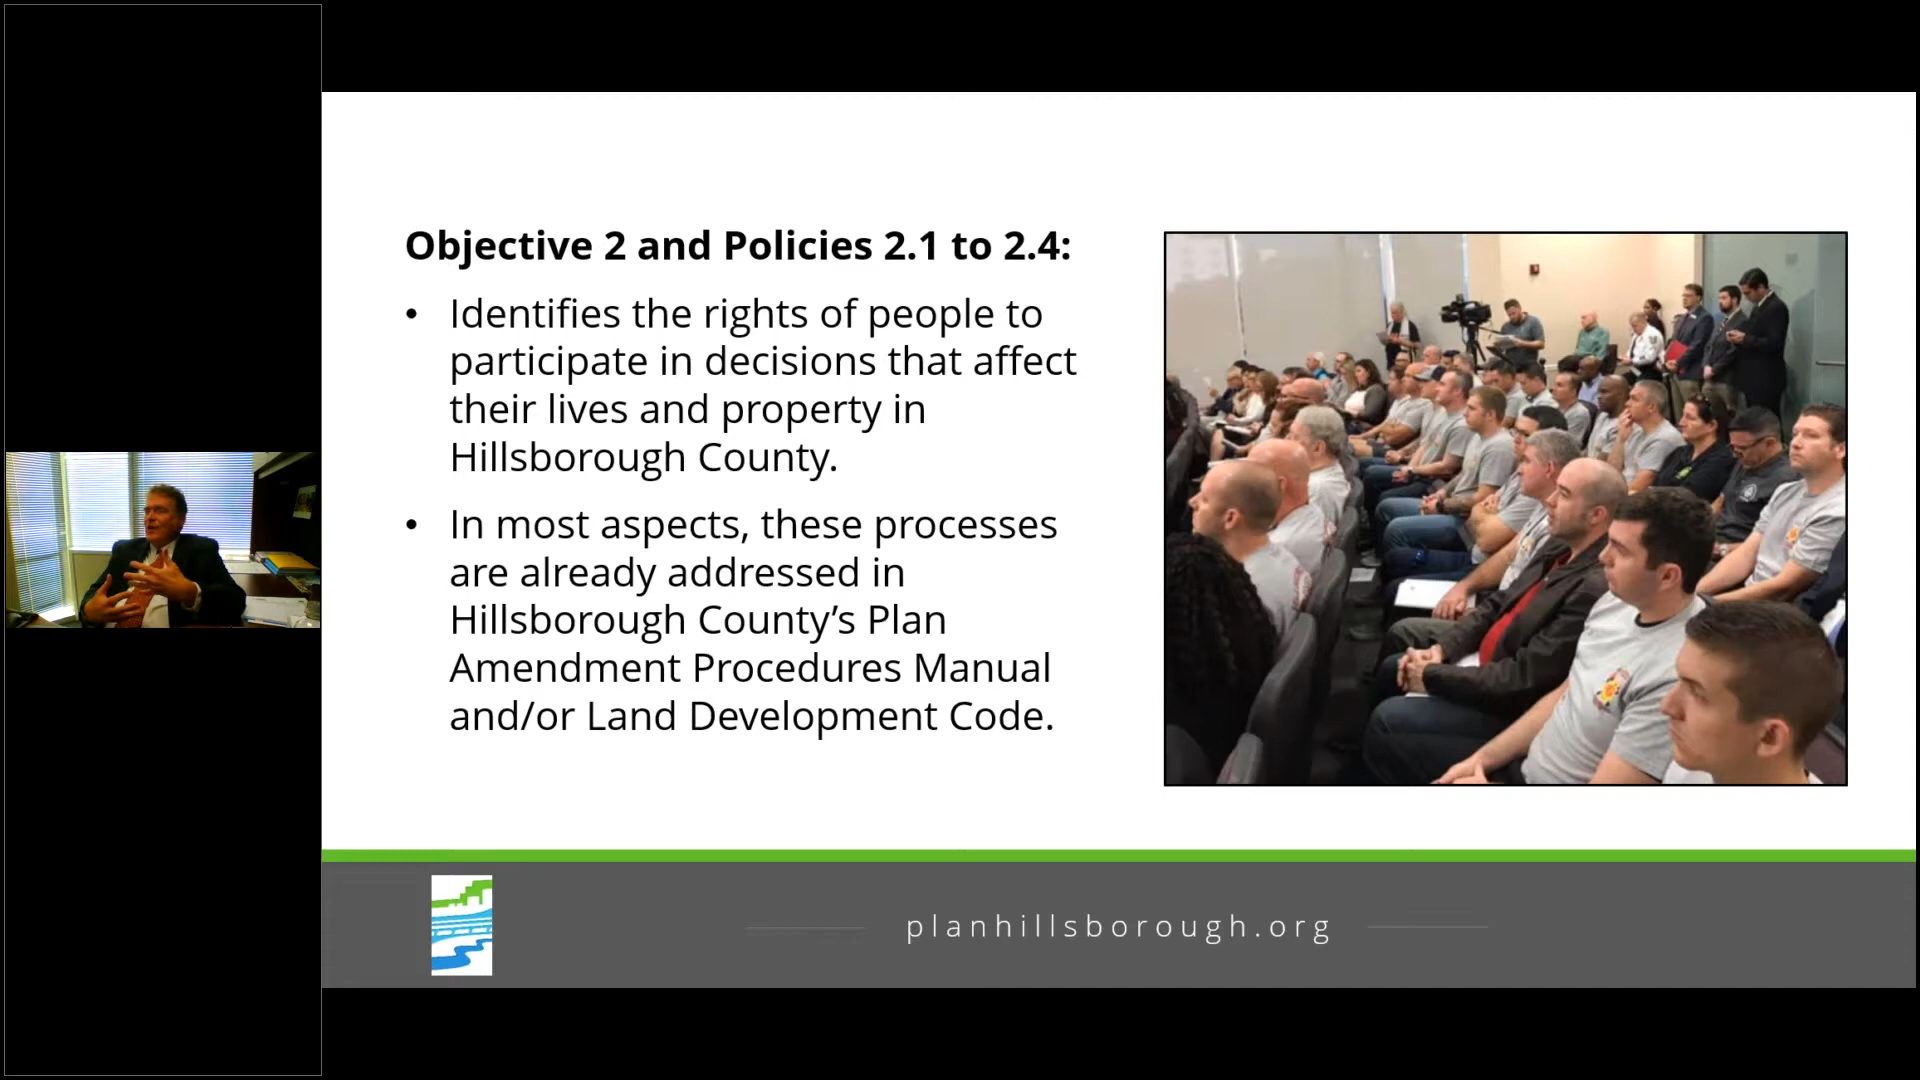 Objective 2 and Policies 2.1 to 2.4:
• Identifies the rights of people to
participate in decisions that affect
their lives and property in
Hillsborough County.
• In most aspects, these processes
are already addressed in
Hillsborough County’s Plan
Amendment Procedures Manual
and/or Land Development Code.
planhillsborough.org